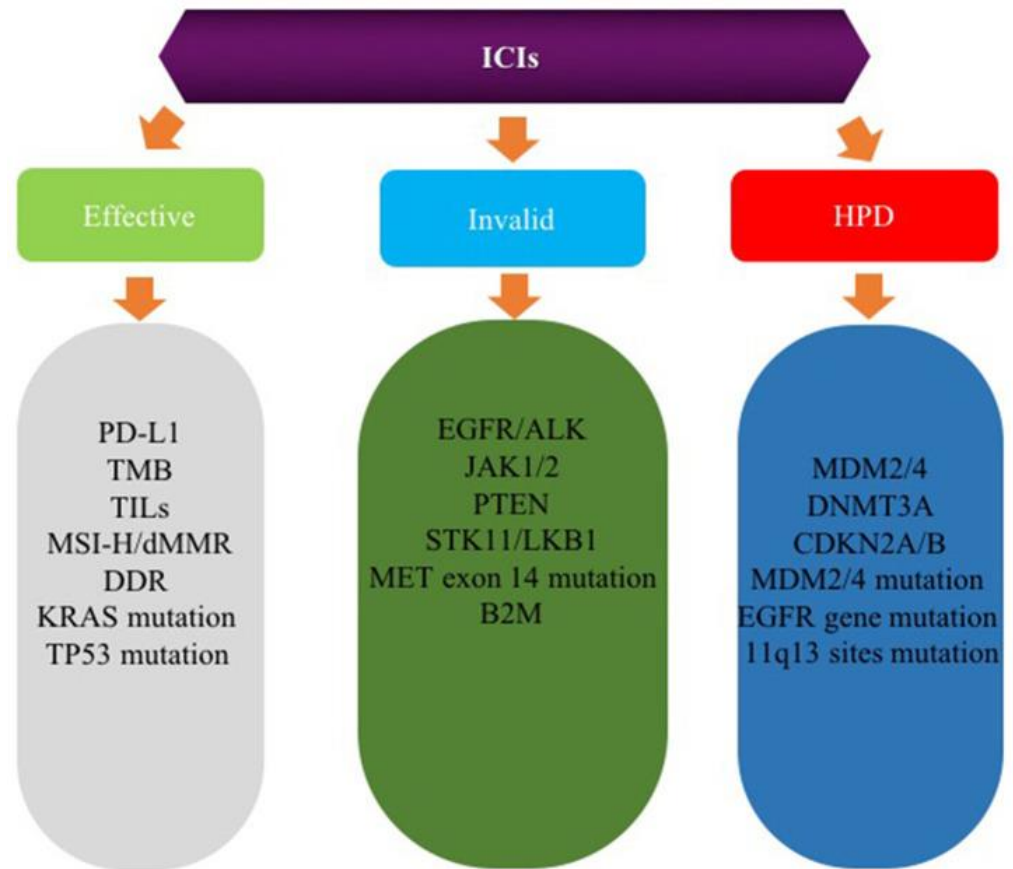 ICIs
Effective
Invalid
HPD
PD-L1
TMB
TILs
MSI-H/dMMR
DDR
KRAS mutation
TP53 mutation
EGFR/ALK
JAK1/2
PTEN
STK11/LKB1
MET exon 14 mutation
B2M
MDM2/4
DNMT3A
CDKN2A/B
MDM2/4 mutation
EGFR gene mutation
11q13 sites mutation